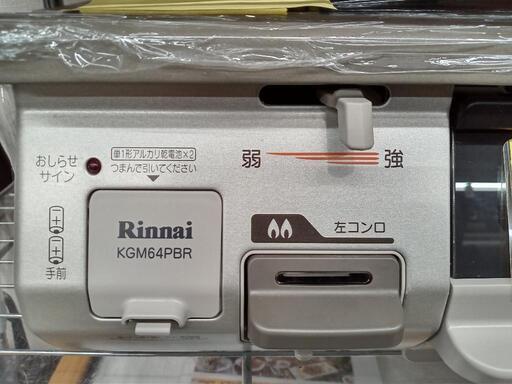 おしらせ
サイン
単1形アルカリ乾電池×2
つまんで引いてください
弱
強
Rinnai
KGM64PBR
手前
左コンロ